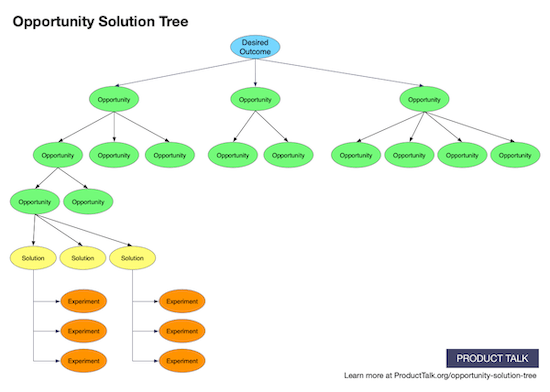 Opportunity Solution Tree
Desired
Outcome
Opportunity
Opportunity
Opportunity
Opportunity
Opportunity
Opportunity
Opportunity
Opportunity
Opportunity
Opportunity
Opportunity
Opportunity
Opportunity
Opportunity
Solution
Solution
Solution
Experiment
Experiment
Experiment
Experiment
Experiment
Experiment
PRODUCT TALK
Learn more at ProductTalk.org/opportunity-solution-tree